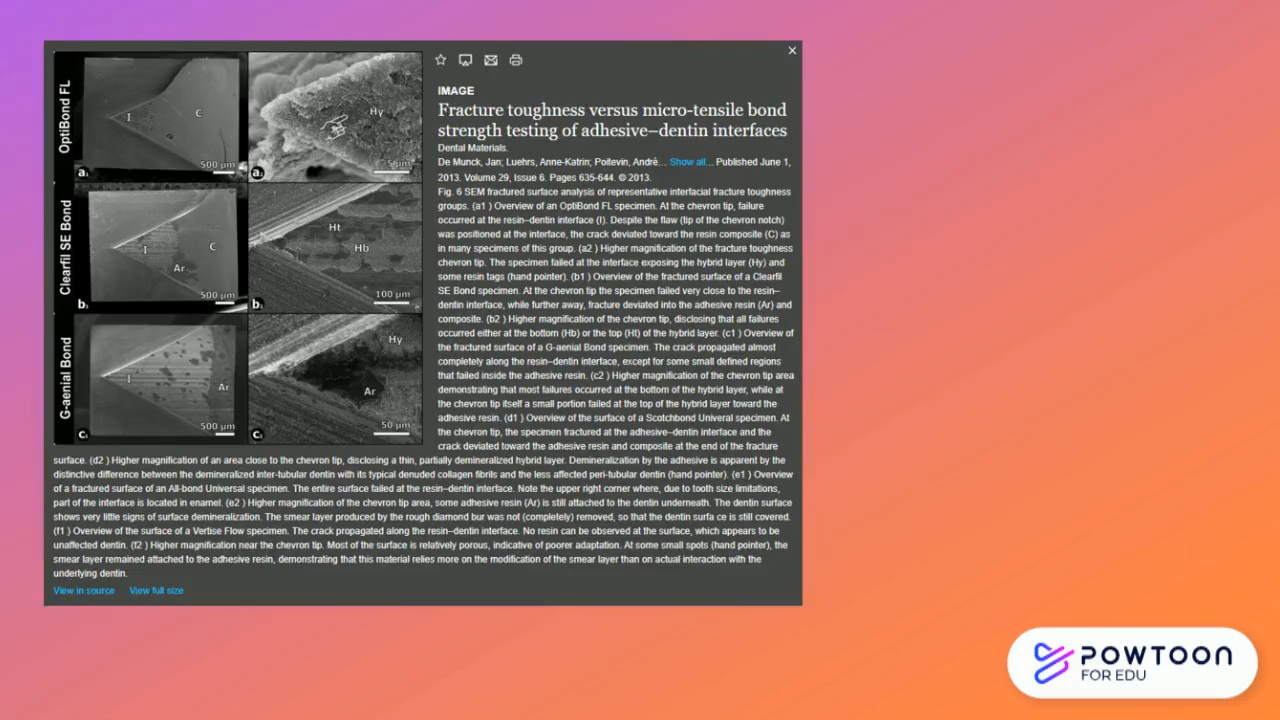 OptiBond FL
I
C
500 µm
a₁
Hy
5 µm
a₂
Clearfil SE Bond
I
C
Ar
500 µm
b₁
Ht
Hb
100 µm
b₂
G-aenial Bond
I
Ar
500 µm
c₁
Hy
Ar
50 µm
c₂
IMAGE
Fracture toughness versus micro-tensile bond
strength testing of adhesive–dentin interfaces
Dental Materials.
De Munck, Jan; Luehrs, Anne-Katrin; Poitevin, André... Show all... Published June 1,
2013. Volume 29, Issue 6. Pages 635-644. © 2013.
Fig. 6 SEM fractured surface analysis of representative interfacial fracture toughness
groups. (a1 ) Overview of an OptiBond FL specimen. At the chevron tip, failure
occurred at the resin–dentin interface (I). Despite the flaw (tip of the chevron notch)
was positioned at the interface, the crack deviated toward the resin composite (C) as
in many specimens of this group. (a2 ) Higher magnification of the fracture toughness
chevron tip. The specimen failed at the interface exposing the hybrid layer (Hy) and
some resin tags (hand pointer). (b1 ) Overview of the fractured surface of a Clearfil
SE Bond specimen. At the chevron tip the specimen failed very close to the resin–
dentin interface, while further away, fracture deviated into the adhesive resin (Ar) and
composite. (b2 ) Higher magnification of the chevron tip, disclosing that all failures
occurred either at the bottom (Hb) or the top (Ht) of the hybrid layer. (c1 ) Overview of
the fractured surface of a G-aenial Bond specimen. The crack propagated almost
completely along the resin–dentin interface, except for some small defined regions
that failed inside the adhesive resin. (c2 ) Higher magnification of the chevron tip area
demonstrating that most failures occurred at the bottom of the hybrid layer, while at
the chevron tip itself a small portion failed at the top of the hybrid layer toward the
adhesive resin. (d1 ) Overview of the surface of a Scotchbond Univeral specimen. At
the chevron tip, the specimen fractured at the adhesive–dentin interface and the
crack deviated toward the adhesive resin and composite at the end of the fracture
surface. (d2 ) Higher magnification of an area close to the chevron tip, disclosing a thin, partially demineralized hybrid layer. Demineralization by the adhesive is apparent by the
distinctive difference between the demineralized inter-tubular dentin with its typical denuded collagen fibrils and the less affected peri-tubular dentin (hand pointer). (e1 ) Overview
of a fractured surface of an All-bond Universal specimen. The entire surface failed at the resin–dentin interface. Note the upper right corner where, due to tooth size limitations,
part of the interface is located in enamel. (e2 ) Higher magnification of the chevron tip area, some adhesive resin (Ar) is still attached to the dentin underneath. The dentin surface
shows very little signs of surface demineralization. The smear layer produced by the rough diamond bur was not (completely) removed, so that the dentin surfa ce is still covered.
(f1 ) Overview of the surface of a Vertise Flow specimen. The crack propagated along the resin–dentin interface. No resin can be observed at the surface, which appears to be
unaffected dentin. (f2 ) Higher magnification near the chevron tip. Most of the surface is relatively porous, indicative of poorer adaptation. At some small spots (hand pointer), the
smear layer remained attached to the adhesive resin, demonstrating that this material relies more on the modification of the smear layer than on actual interaction with the
underlying dentin.
View in source View full size
POWTOON
FOR EDU